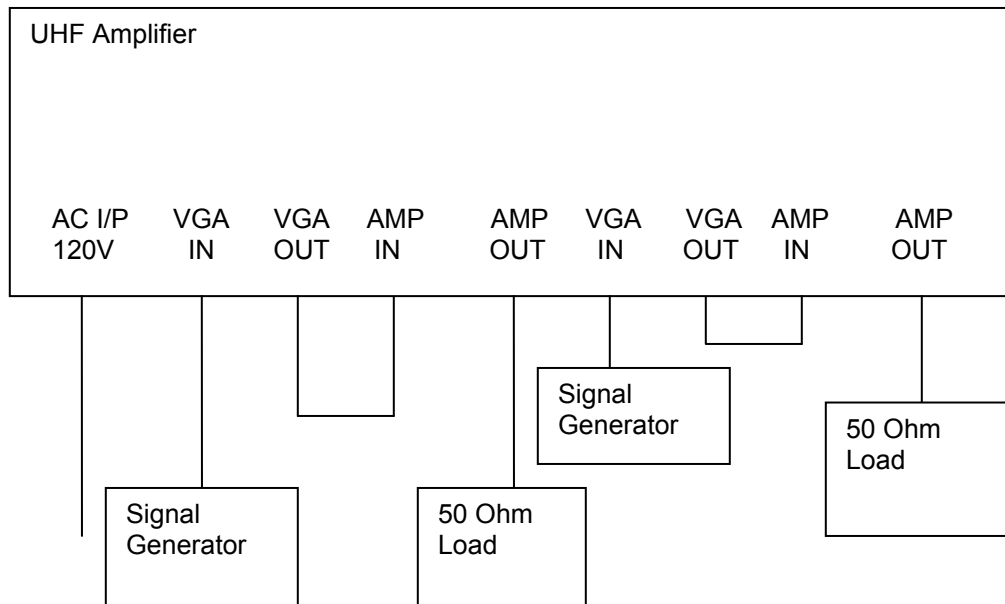 UHF Amplifier
AC I/P VGA VGA AMP AMP VGA VGA AMP AMP
120V IN OUT IN OUT IN OUT IN OUT
Signal
Generator
50 Ohm
Load
Signal
Generator
50 Ohm
Load